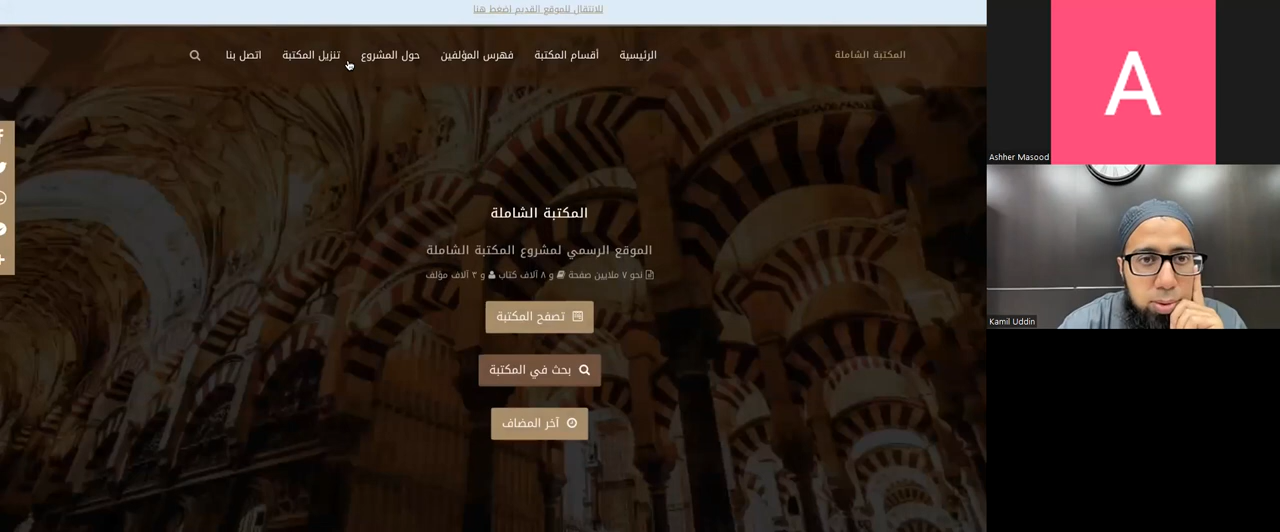 للانتقال للموقع القديم اضغط هنا
المكتبة الشاملة
الرئيسية أقسام المكتبة فهرس المؤلفين حول المشروع تنزيل المكتبة اتصل بنا
المكتبة الشاملة
الموقع الرسمي لمشروع المكتبة الشاملة
نحو ٧ ملايين صفحة و ٨ آلاف كتاب و ٣ آلاف مؤلف
تصفح المكتبة
بحث في المكتبة
آخر المضاف
A
Ashher Masood
Kamil Uddin